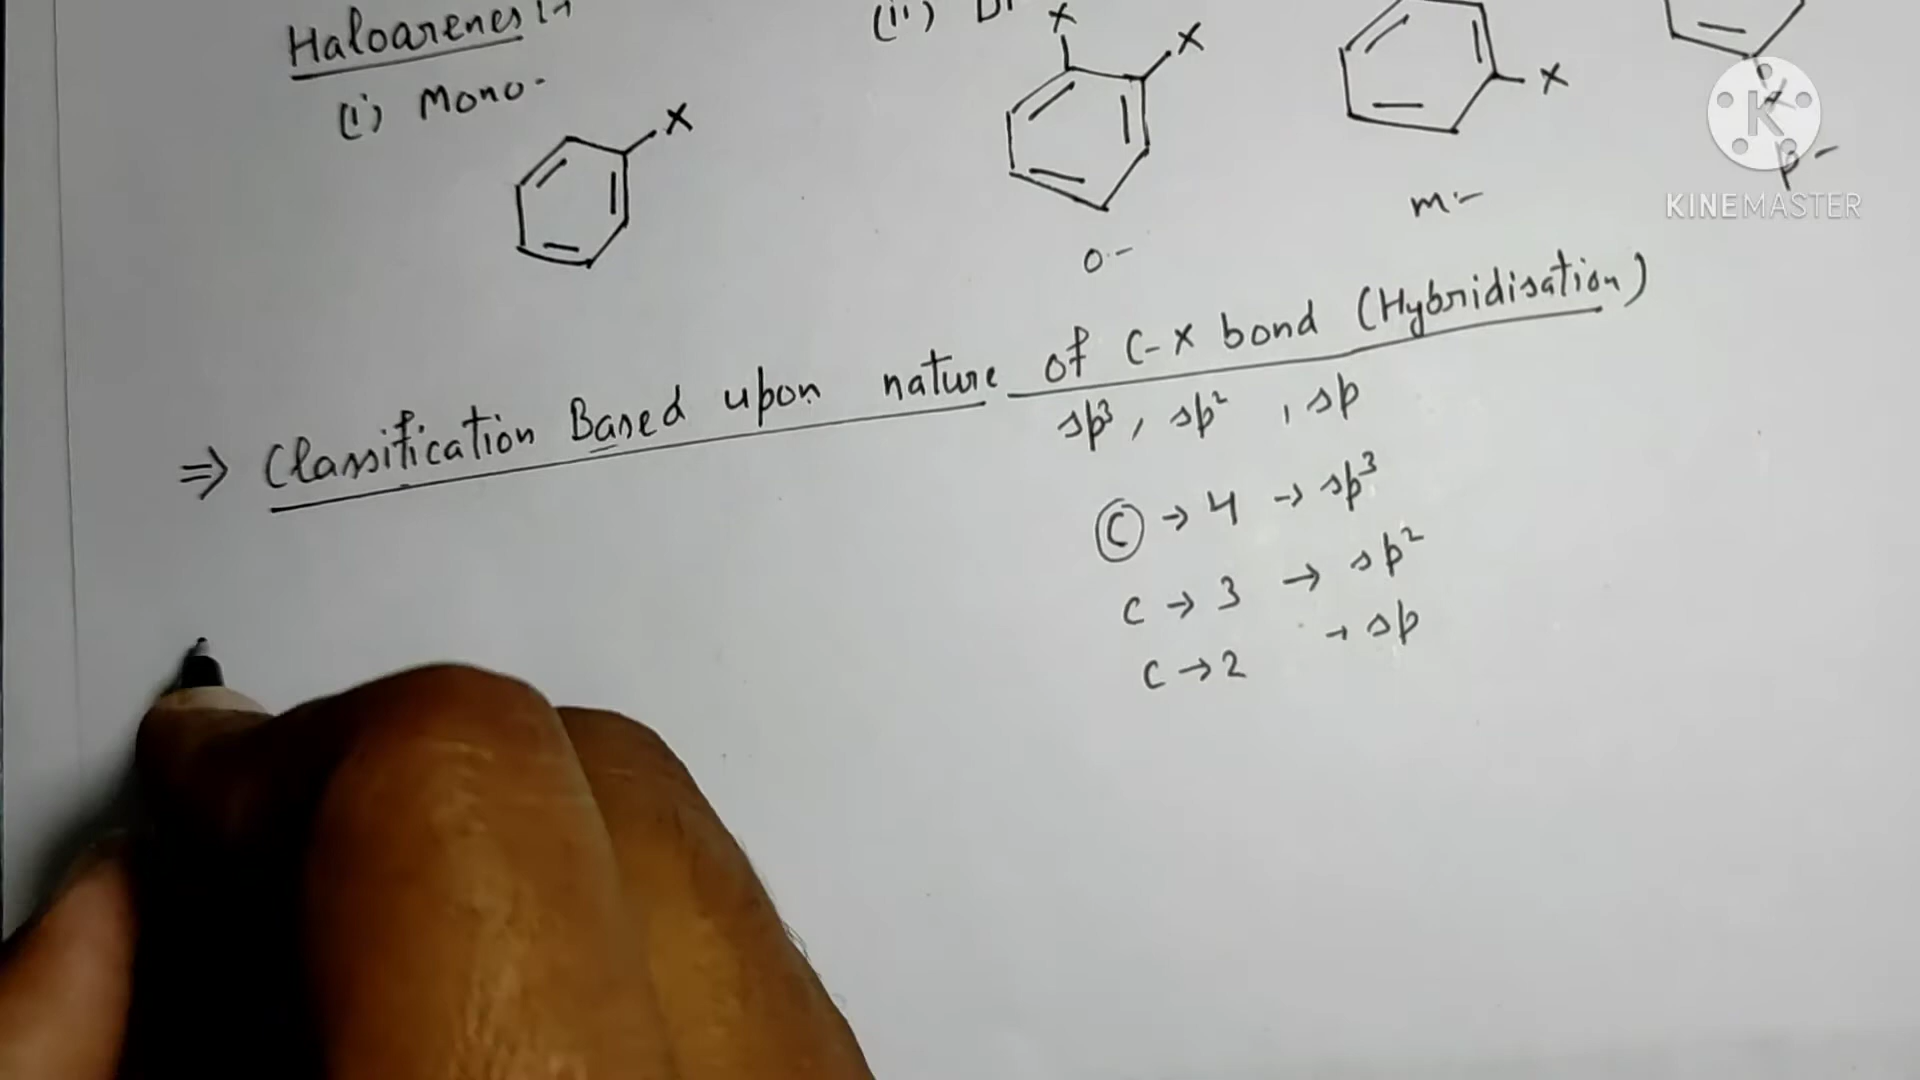 Haloarenes
(i) Mono-
X
(ii) Di
X
X
o-
X
m-
X
p-
KINEMASTER
⇒ Classification Based upon nature of C-X bond (Hybridisation)
sp³, sp², sp
C → 4 → sp³
C → 3 → sp²
C → 2 → sp